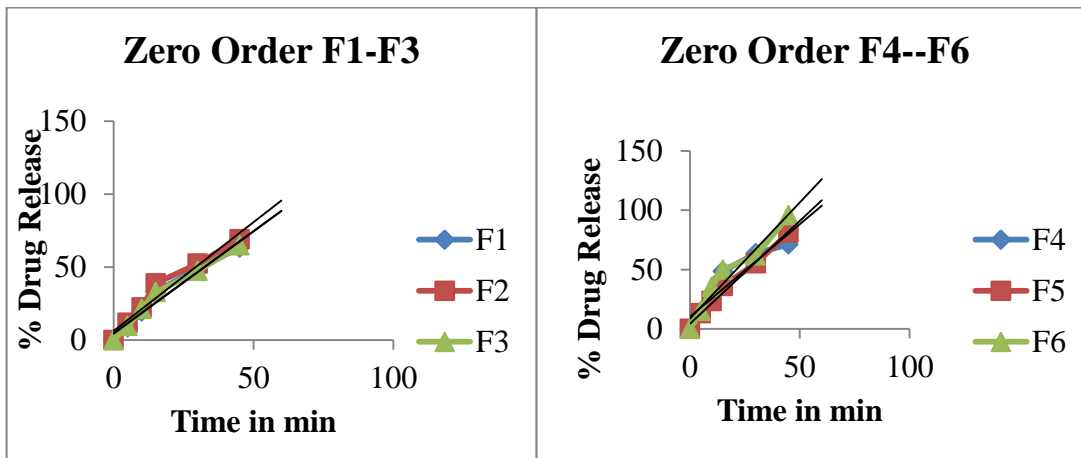 Zero Order F1-F3
% Drug Release
150
100
50
0
0
50
100
Time in min
F1
F2
F3
Zero Order F4--F6
% Drug Release
150
100
50
0
0
50
100
Time in min
F4
F5
F6